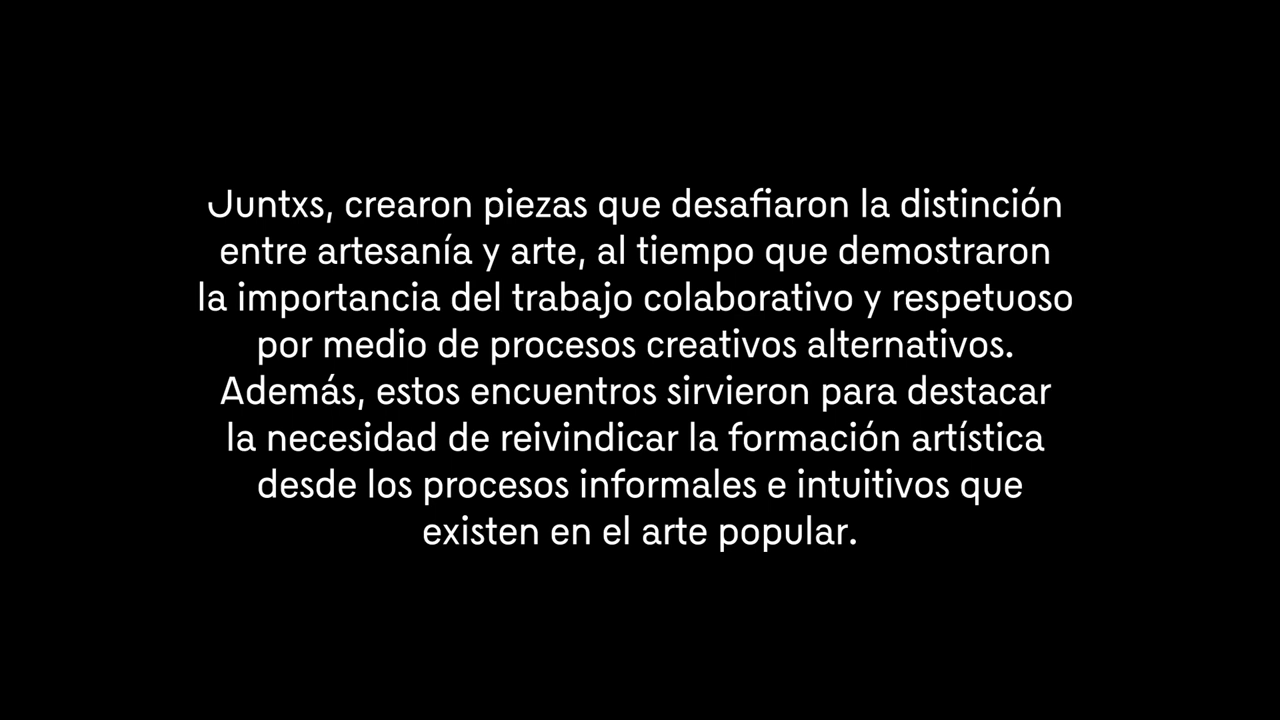 Juntxs, crearon piezas que desafiaron la distinción
entre artesanía y arte, al tiempo que demostraron
la importancia del trabajo colaborativo y respetuoso
por medio de procesos creativos alternativos.
Además, estos encuentros sirvieron para destacar
la necesidad de reivindicar la formación artística
desde los procesos informales e intuitivos que
existen en el arte popular.